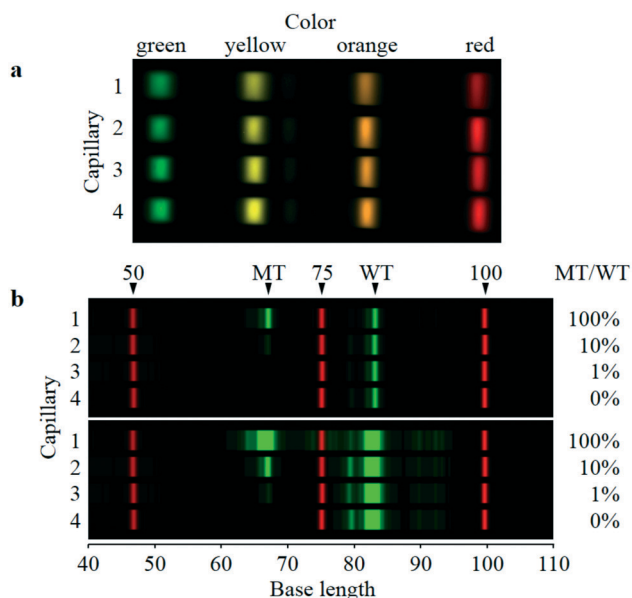 Color
green yellow orange red
a
Capillary
1
2
3
4
50 MT 75 WT 100 MT/WT
b
Capillary
1 100%
2 10%
3 1%
4 0%
1 100%
2 10%
3 1%
4 0%
40 50 60 70 80 90 100 110
Base length